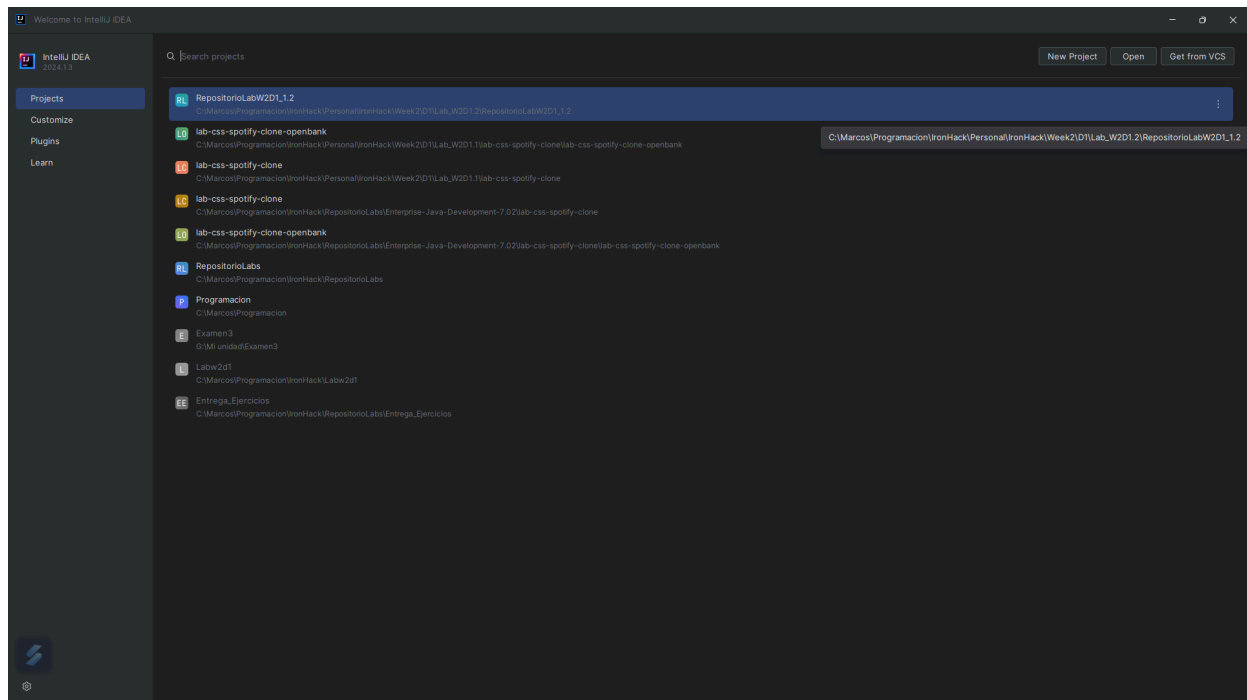 Welcome to IntelliJ IDEA
IntelliJ IDEA
2024.1.3
Projects
Customize
Plugins
Learn
Search projects
New Project
Open
Get from VCS
RL
RepositorioLabW2D1_1.2
C:\Marcos\Programacion\IronHack\Personal\IronHack\Week2\D1\Lab_W2D1.2\RepositorioLabW2D1_1.2
LO
lab-css-spotify-clone-openbank
C:\Marcos\Programacion\IronHack\Personal\IronHack\Week2\D1\Lab_W2D1.1\lab-css-spotify-clone\lab-css-spotify-clone-openbank
C:\Marcos\Programacion\IronHack\Personal\IronHack\Week2\D1\Lab_W2D1.2\RepositorioLabW2D1_1.2
LC
lab-css-spotify-clone
C:\Marcos\Programacion\IronHack\Personal\IronHack\Week2\D1\Lab_W2D1.1\lab-css-spotify-clone
LC
lab-css-spotify-clone
C:\Marcos\Programacion\IronHack\RepositorioLabs\Enterprise-Java-Development-7.02\lab-css-spotify-clone
LO
lab-css-spotify-clone-openbank
C:\Marcos\Programacion\IronHack\RepositorioLabs\Enterprise-Java-Development-7.02\lab-css-spotify-clone\lab-css-spotify-clone-openbank
RL
RepositorioLabs
C:\Marcos\Programacion\IronHack\RepositorioLabs
P
Programacion
C:\Marcos\Programacion
E
Examen3
G:\Mi unidad\Examen3
L
Labw2d1
C:\Marcos\Programacion\IronHack\Labw2d1
EE
Entrega_Ejercicios
C:\Marcos\Programacion\IronHack\RepositorioLabs\Entrega_Ejercicios